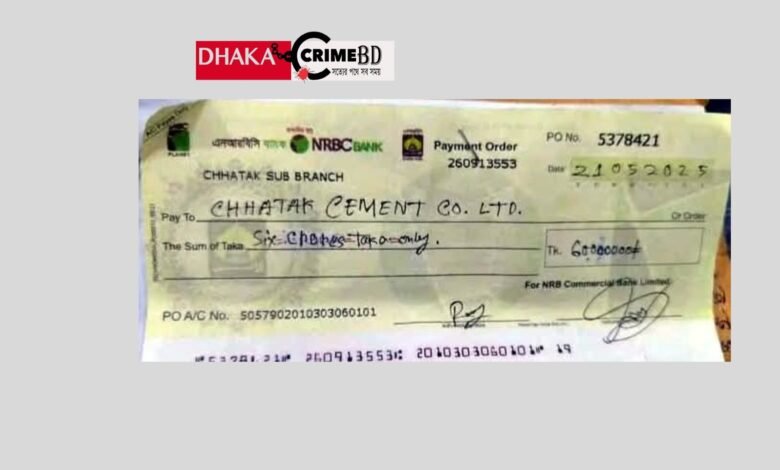 DHAKA CRIMEBD
সত্যের পথে সব সময়
PLANET
এনআরবিসি ব্যাংক NRBC BANK
Payment Order
260913553
PO No. 5378421
Date 21052025
CHHATAK SUB BRANCH
Pay To CHHATAK CEMENT CO. LTD. Or Order
The Sum of Taka Six Crores taka only.
Tk.
For NRB Commercial Bank Limited
PO A/C No. 5057902010303060101
260913553 2010303060101 19